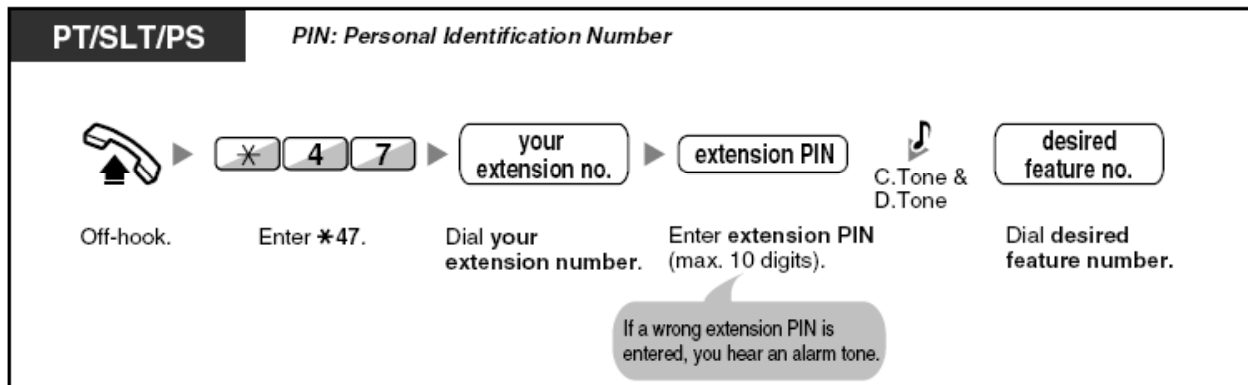 PT/SLT/PS
PIN: Personal Identification Number
* 4 7
your
extension no.
extension PIN
C.Tone &
D.Tone
desired
feature no.
Off-hook.
Enter *47.
Dial your
extension number.
Enter extension PIN
(max. 10 digits).
Dial desired
feature number.
If a wrong extension PIN is
entered, you hear an alarm tone.